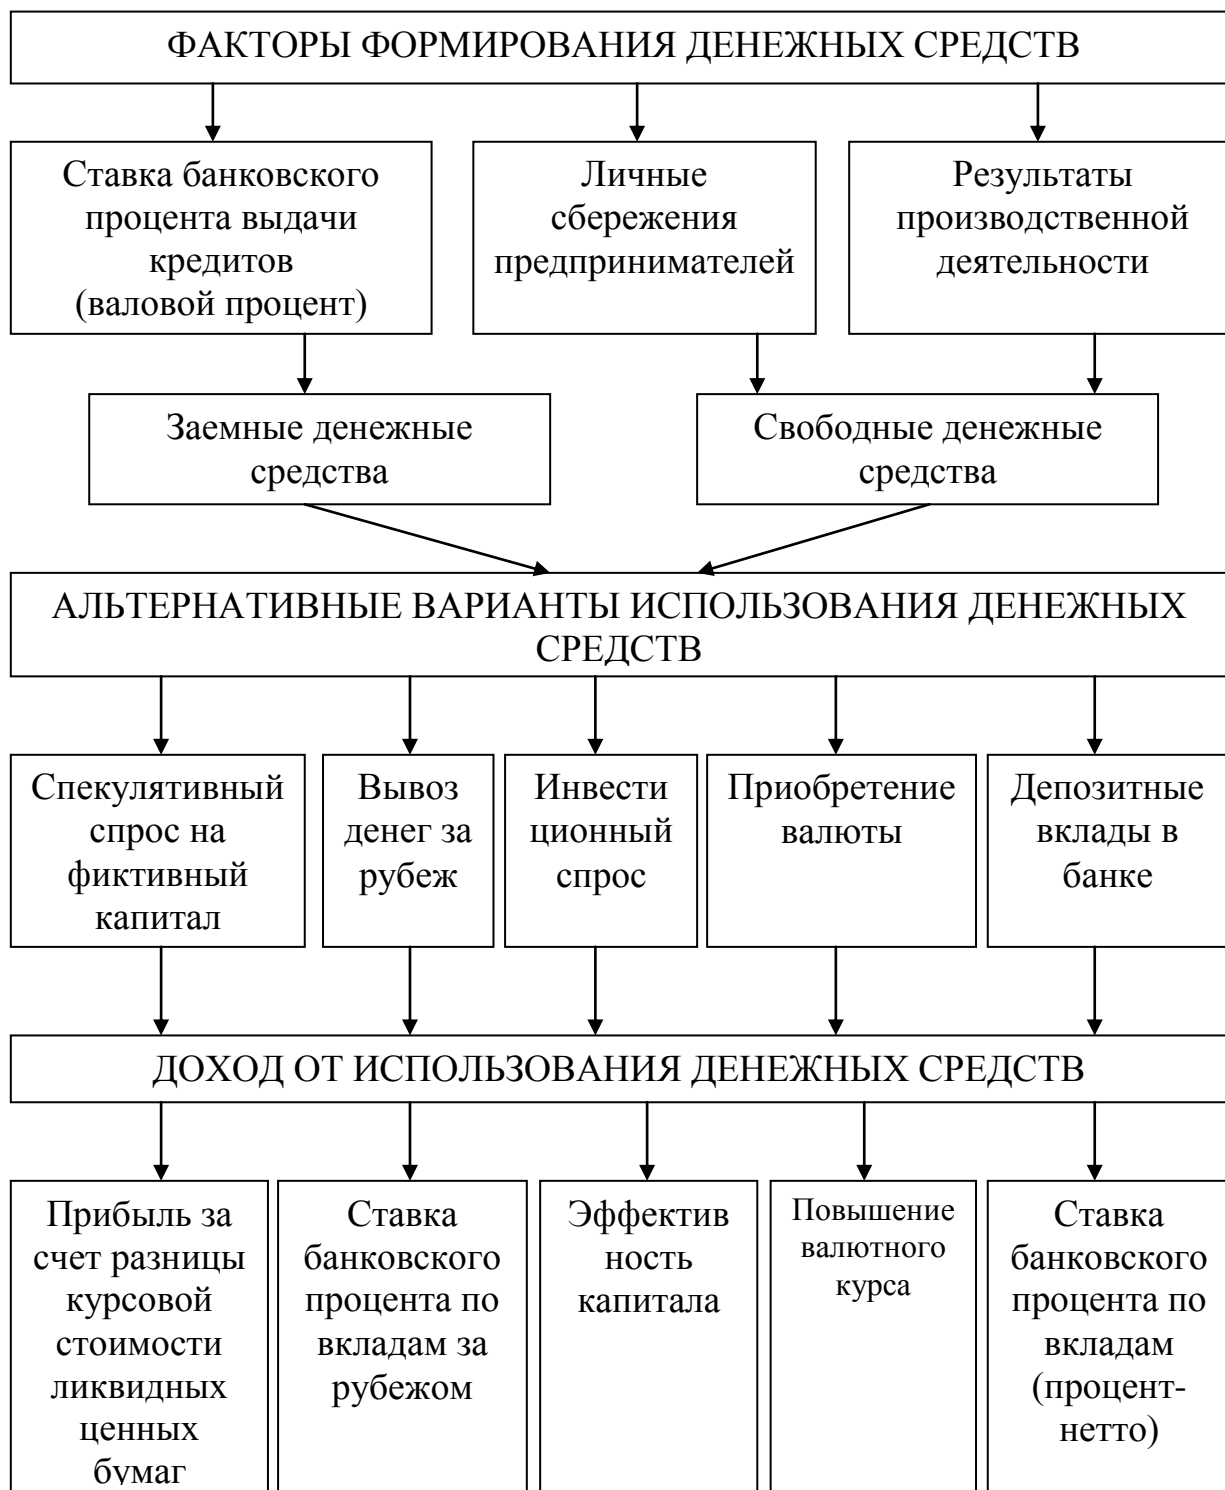 ФАКТОРЫ ФОРМИРОВАНИЯ ДЕНЕЖНЫХ СРЕДСТВ
Ставка банковского
процента выдачи
кредитов
(валовой процент)
Личные
сбережения
предпринимателей
Результаты
производственной
деятельности
Заемные денежные
средства
Свободные денежные
средства
АЛЬТЕРНАТИВНЫЕ ВАРИАНТЫ ИСПОЛЬЗОВАНИЯ ДЕНЕЖНЫХ
СРЕДСТВ
Спекулятивный
спрос на
фиктивный
капитал
Вывоз
денег за
рубеж
Инвести
ционный
спрос
Приобретение
валюты
Депозитные
вклады в
банке
ДОХОД ОТ ИСПОЛЬЗОВАНИЯ ДЕНЕЖНЫХ СРЕДСТВ
Прибыль за
счет разницы
курсовой
стоимости
ликвидных
ценных
бумаг
Ставка
банковского
процента по
вкладам за
рубежом
Эффектив
ность
капитала
Повышение
валютного
курса
Ставка
банковского
процента по
вкладам
(процент-
нетто)